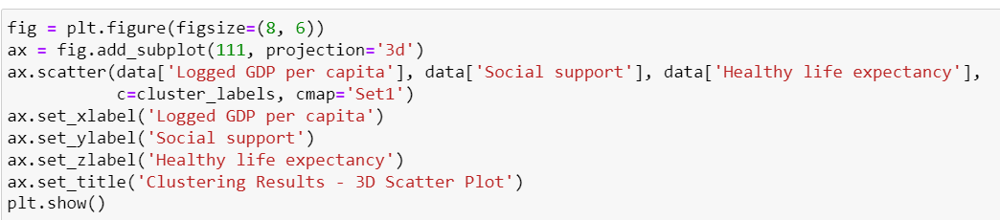 fig = plt.figure(figsize=(8, 6))
ax = fig.add_subplot(111, projection='3d')
ax.scatter(data['Logged GDP per capita'], data['Social support'], data['Healthy life expectancy'],
           c=cluster_labels, cmap='Set1')
ax.set_xlabel('Logged GDP per capita')
ax.set_ylabel('Social support')
ax.set_zlabel('Healthy life expectancy')
ax.set_title('Clustering Results - 3D Scatter Plot')
plt.show()